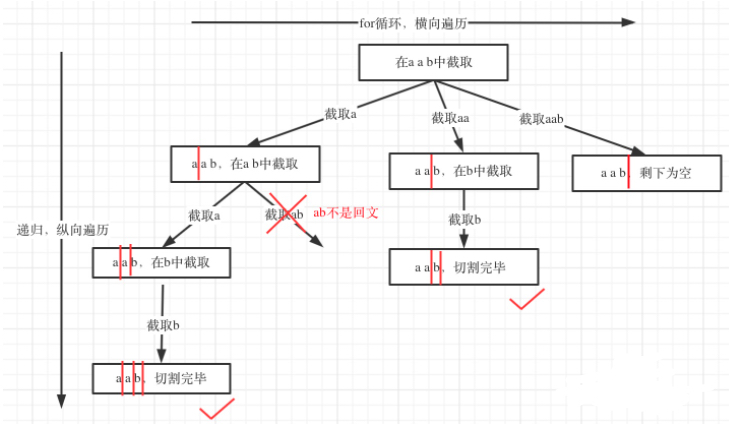 for循环，横向遍历
在a a b中截取
截取a
截取aa
截取aab
a a b，在a b中截取
a a b，在b中截取
a a b 剩下为空
截取a
截取ab
ab不是回文
截取b
递归，纵向遍历
a a b，在b中截取
a a b，切割完毕
截取b
a a b，切割完毕